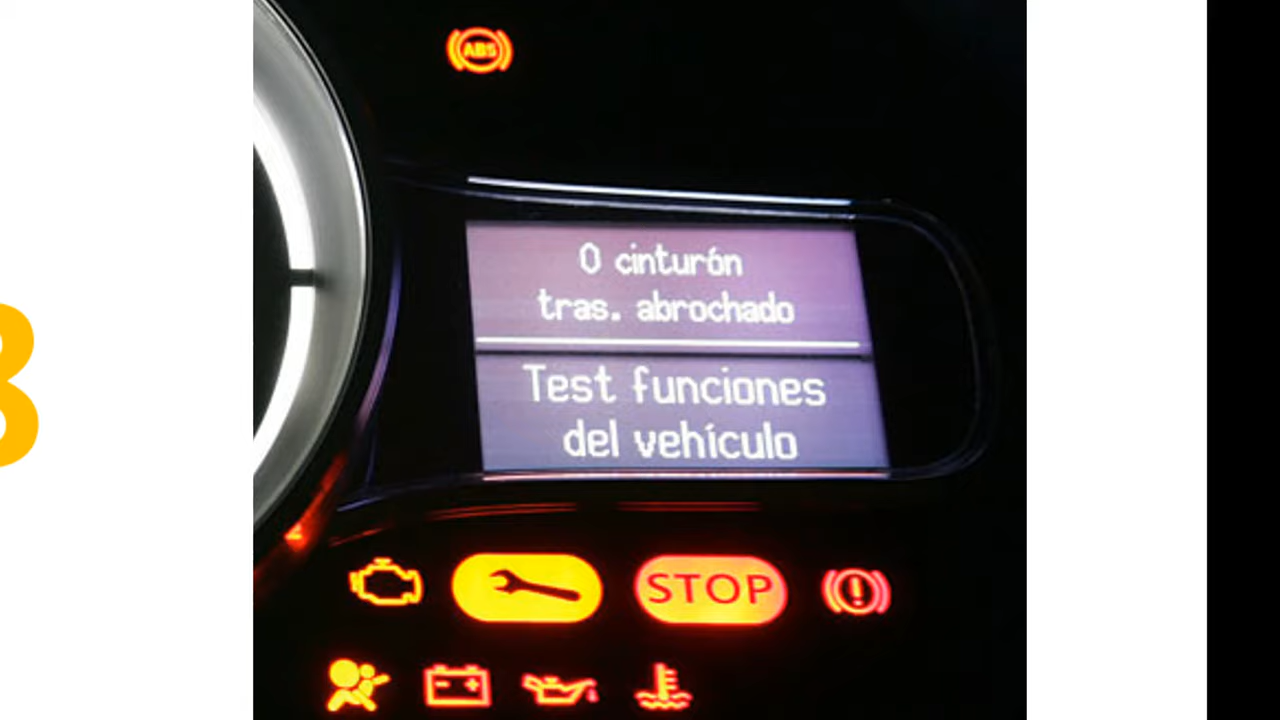 ABS
0 cinturón
tras. abrochado
Test funciones
del vehículo
STOP